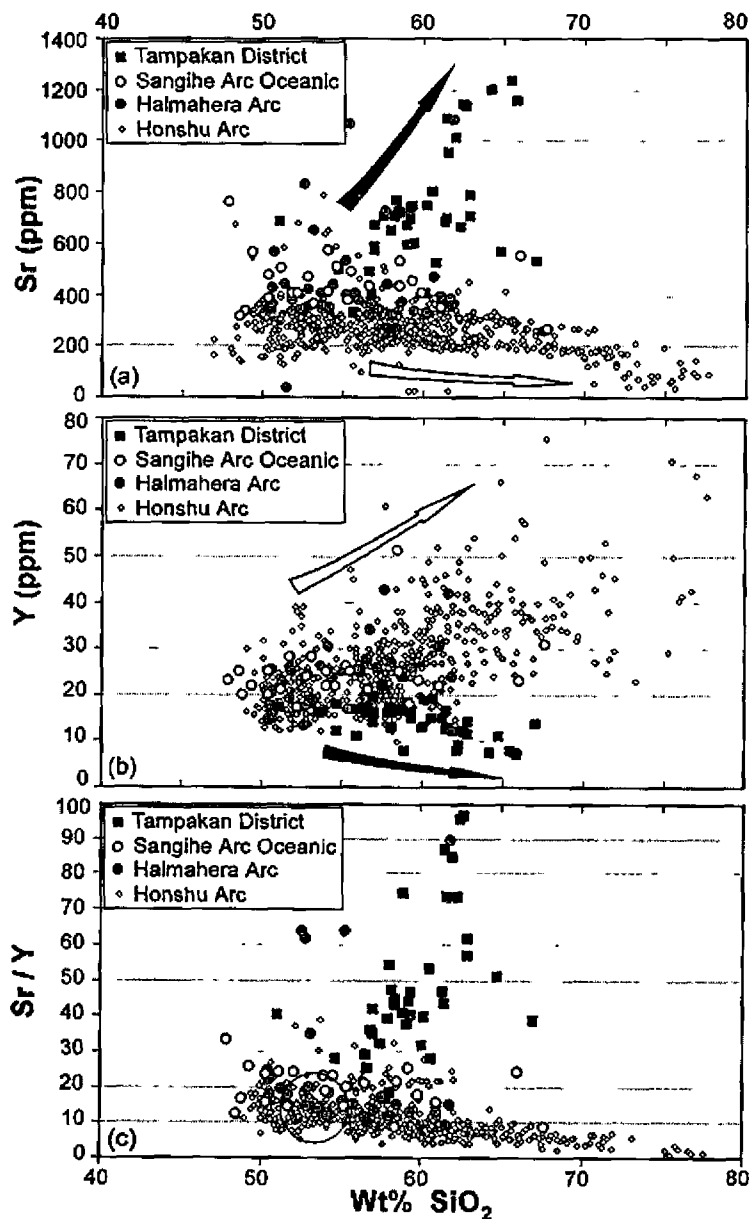 40 50 60 70 80
1400
1200
1000
800
600
400
200
0
Sr (ppm)
Tampakan District
Sangihe Arc Oceanic
Halmahera Arc
Honshu Arc
(a)
80
70
60
50
40
30
20
10
0
Y (ppm)
Tampakan District
Sangihe Arc Oceanic
Halmahera Arc
Honshu Arc
(b)
100
90
80
70
60
50
40
30
20
10
0
Sr / Y
Tampakan District
Sangihe Arc Oceanic
Halmahera Arc
Honshu Arc
(c)
40 50 60 70 80
Wt% SiO₂